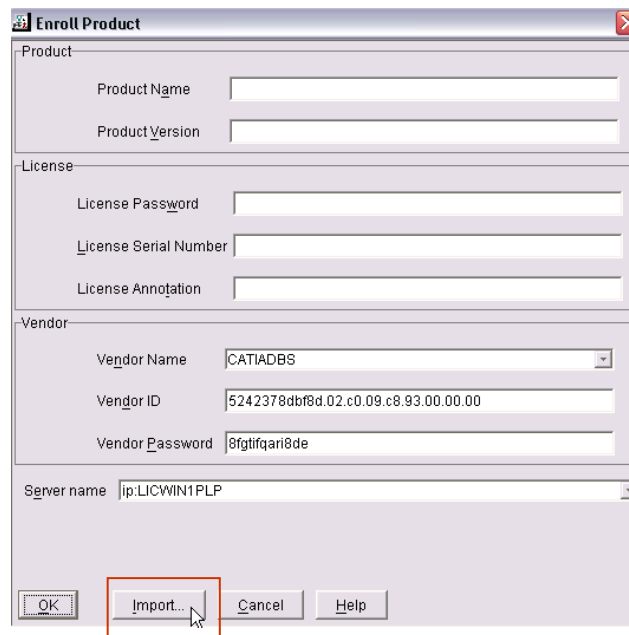 Enroll Product
Product
Product Name
Product Version
License
License Password
License Serial Number
License Annotation
Vendor
Vendor Name CATIADBS
Vendor ID 5242378dbf8d.02.c0.09.c8.93.00.00.00
Vendor Password 8fgtifqari8de
Server name ip:LICWIN1PLP
OK Import... Cancel Help